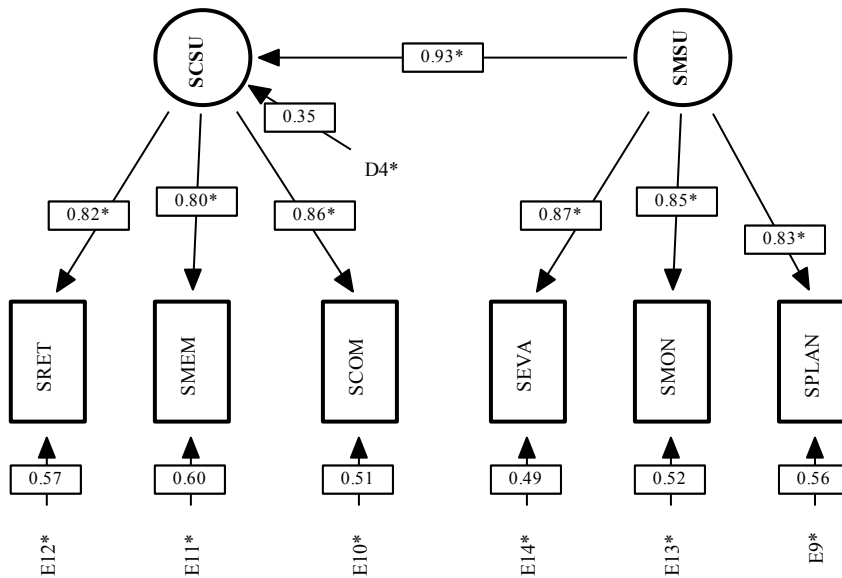 SCSU
0.93*
SMSU
0.35
D4*
0.82*
0.80*
0.86*
0.87*
0.85*
0.83*
SRET
SMEM
SCOM
SEVA
SMON
SPLAN
0.57
0.60
0.51
0.49
0.52
0.56
E12*
E11*
E10*
E14*
E13*
E9*